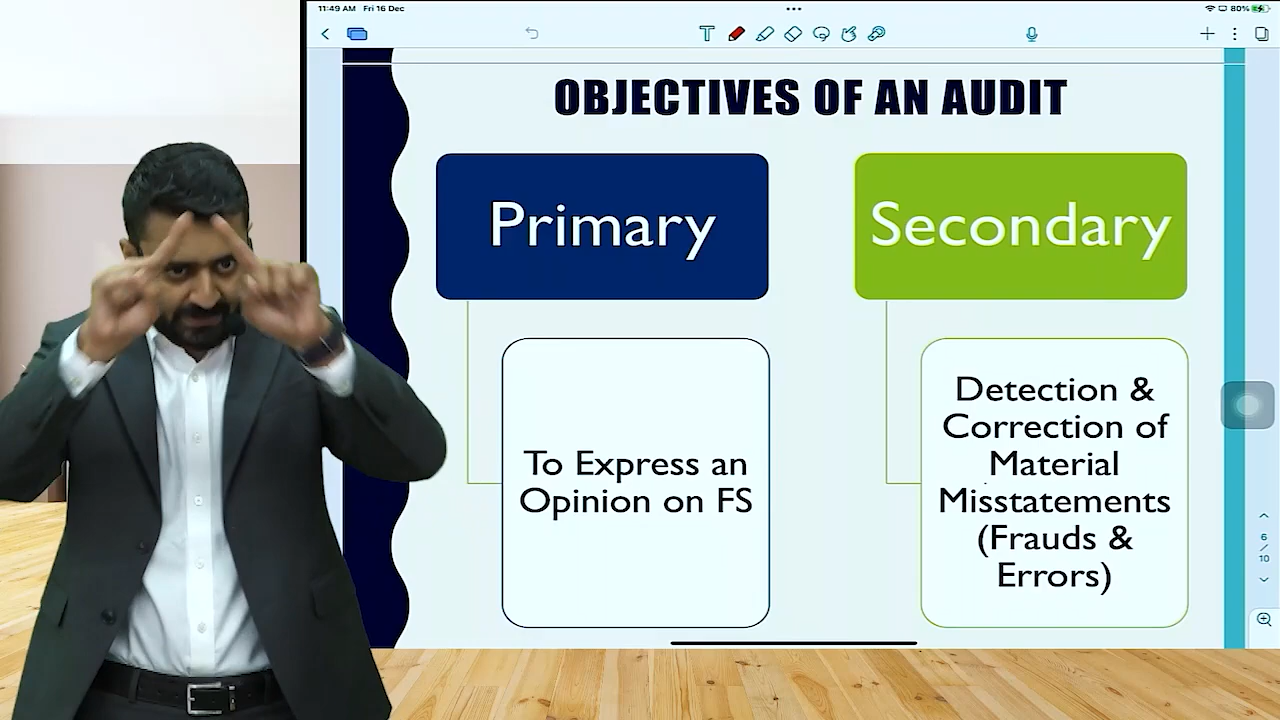 11:49 AM Fri 16 Dec
80%
T
OBJECTIVES OF AN AUDIT
Primary
Secondary
To Express an
Opinion on FS
Detection &
Correction of
Material
Misstatements
(Frauds &
Errors)
6
/
10